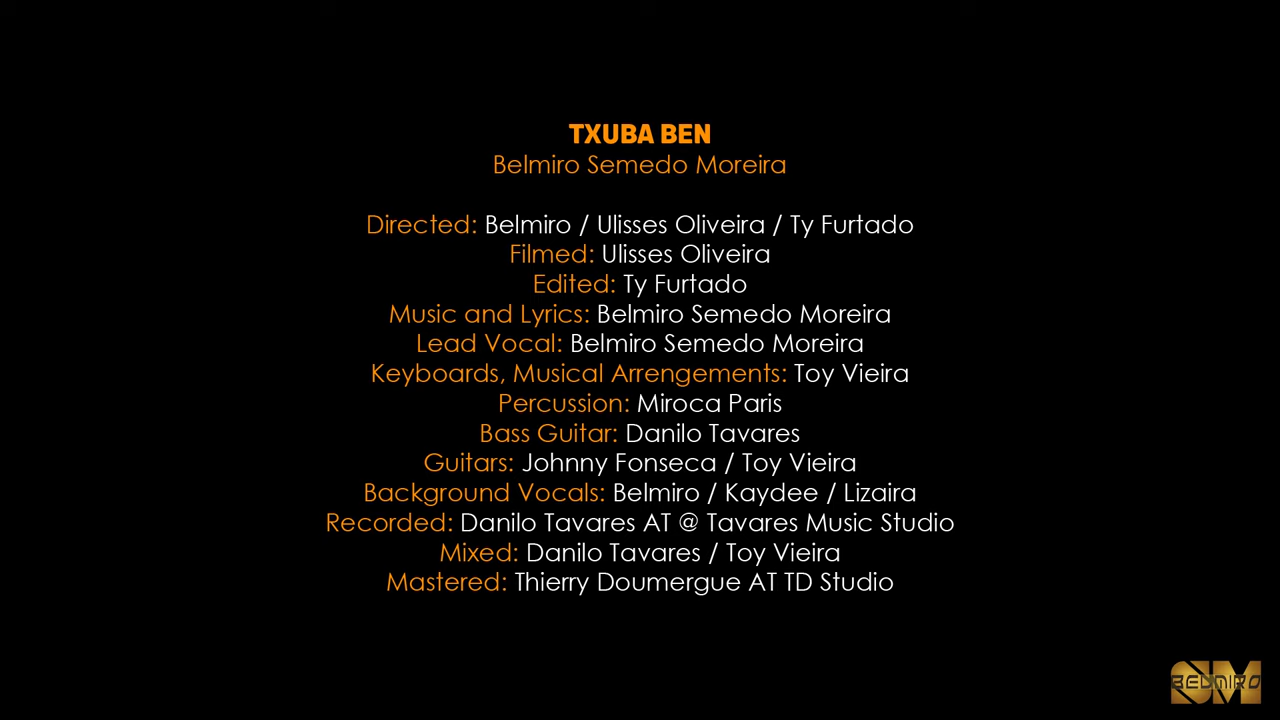 TXUBA BEN
Belmiro Semedo Moreira
Directed: Belmiro / Ulisses Oliveira / Ty Furtado
Filmed: Ulisses Oliveira
Edited: Ty Furtado
Music and Lyrics: Belmiro Semedo Moreira
Lead Vocal: Belmiro Semedo Moreira
Keyboards, Musical Arrengements: Toy Vieira
Percussion: Miroca Paris
Bass Guitar: Danilo Tavares
Guitars: Johnny Fonseca / Toy Vieira
Background Vocals: Belmiro / Kaydee / Lizaira
Recorded: Danilo Tavares AT @ Tavares Music Studio
Mixed: Danilo Tavares / Toy Vieira
Mastered: Thierry Doumergue AT TD Studio
SM
BELMIRO